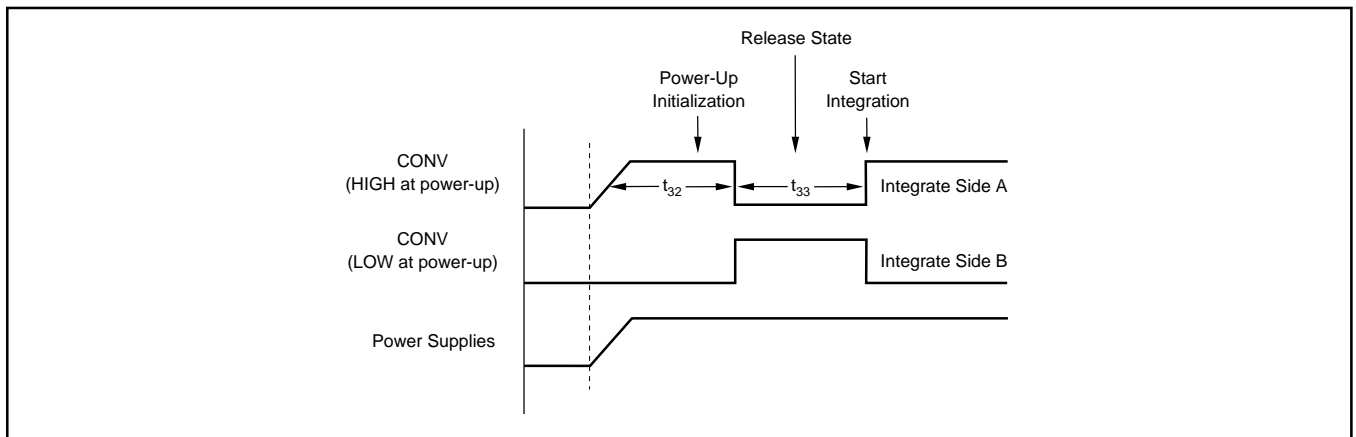 Release State
Power-Up
Initialization
Start
Integration
CONV
(HIGH at power-up)
t32
t33
Integrate Side A
CONV
(LOW at power-up)
Integrate Side B
Power Supplies